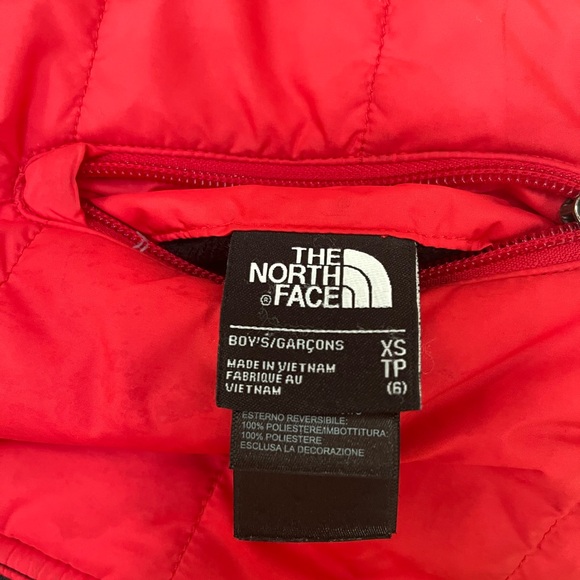 THE
NORTH
® FACE
BOY'S/GARÇONS
XS
TP
(6)
MADE IN VIETNAM
FABRIQUÉ AU
VIETNAM
ESTERNO REVERSIBILE:
100% POLIESTERE/IMBOTTITURA:
100% POLIESTERE
ESCLUSA LA DECORAZIONE